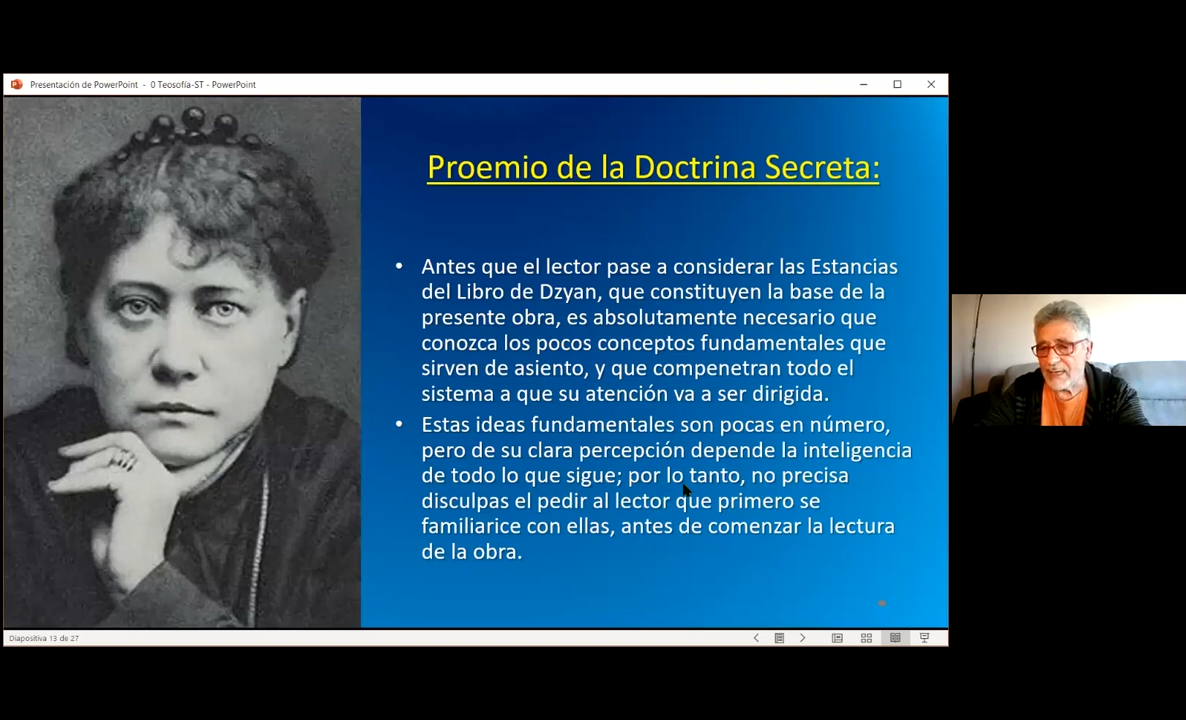 Presentación de PowerPoint - 0 Teosofía-ST - PowerPoint
Proemio de la Doctrina Secreta:
• Antes que el lector pase a considerar las Estancias
del Libro de Dzyan, que constituyen la base de la
presente obra, es absolutamente necesario que
conozca los pocos conceptos fundamentales que
sirven de asiento, y que compenetran todo el
sistema a que su atención va a ser dirigida.
• Estas ideas fundamentales son pocas en número,
pero de su clara percepción depende la inteligencia
de todo lo que sigue; por lo tanto, no precisa
disculpas el pedir al lector que primero se
familiarice con ellas, antes de comenzar la lectura
de la obra.
Diapositiva 13 de 27